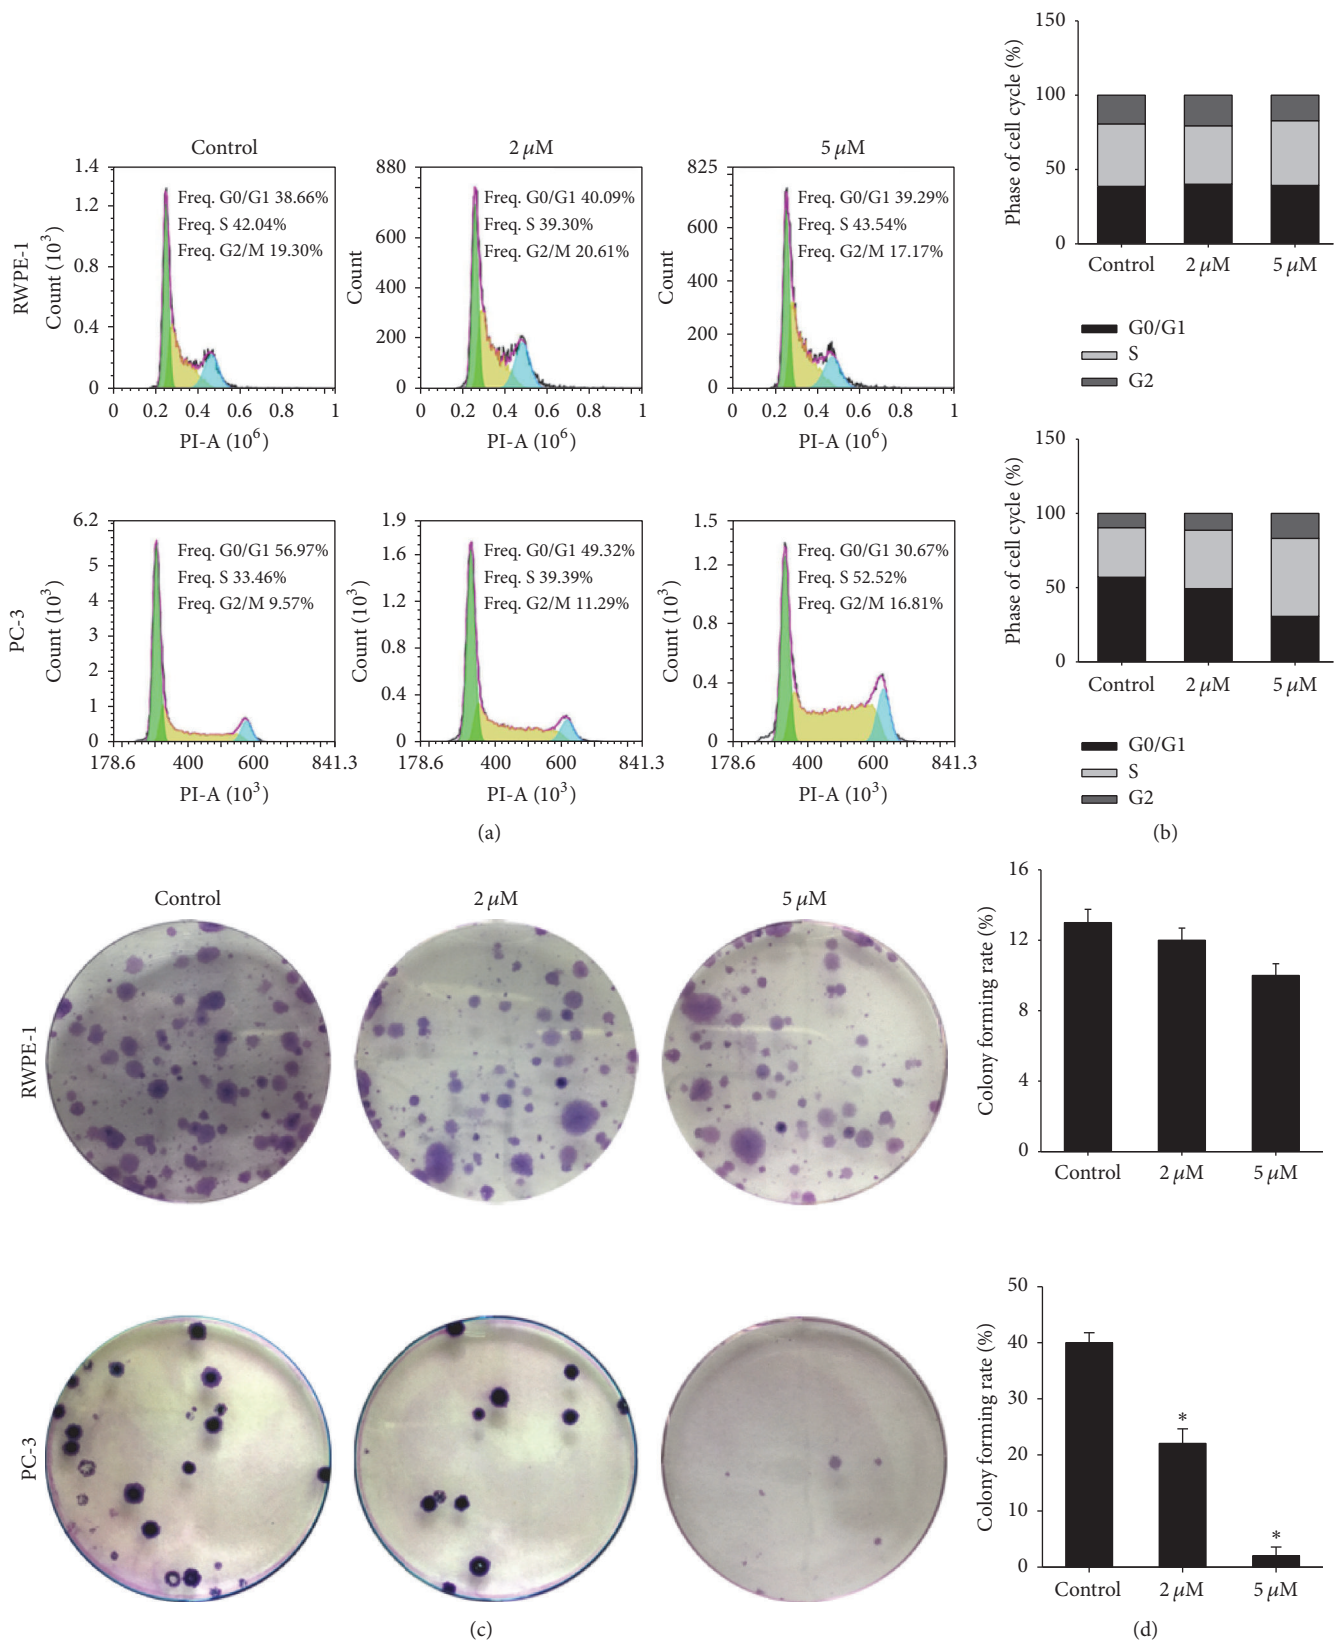 Control
2 μM
5 μM
RWPE-1
Count (10³)
1.4
1.2
0.8
0.4
0
Freq. G0/G1 38.66%
Freq. S 42.04%
Freq. G2/M 19.30%
0 0.2 0.4 0.6 0.8 1
PI-A (10⁶)
Count
880
600
400
200
0
Freq. G0/G1 40.09%
Freq. S 39.30%
Freq. G2/M 20.61%
0 0.2 0.4 0.6 0.8 1
PI-A (10⁶)
Count
825
600
400
200
0
Freq. G0/G1 39.29%
Freq. S 43.54%
Freq. G2/M 17.17%
0 0.2 0.4 0.6 0.8 1
PI-A (10⁶)
PC-3
Count (10³)
6.2
5
4
3
2
1
0
Freq. G0/G1 56.97%
Freq. S 33.46%
Freq. G2/M 9.57%
178.6 400 600 841.3
PI-A (10³)
Count (10³)
1.9
1.6
1.2
0.8
0.4
0
Freq. G0/G1 49.32%
Freq. S 39.39%
Freq. G2/M 11.29%
178.6 400 600 841.3
PI-A (10³)
Count (10³)
1.5
1.2
0.8
0.4
0
Freq. G0/G1 30.67%
Freq. S 52.52%
Freq. G2/M 16.81%
178.6 400 600 841.3
PI-A (10³)
(a)
Phase of cell cycle (%)
150
100
50
0
Control 2 μM 5 μM
G0/G1
S
G2
Phase of cell cycle (%)
150
100
50
0
Control 2 μM 5 μM
G0/G1
S
G2
(b)
Control
2 μM
5 μM
RWPE-1
PC-3
(c)
Colony forming rate (%)
16
12
8
4
0
Control 2 μM 5 μM
Colony forming rate (%)
50
40
30
20
10
0
*
*
Control 2 μM 5 μM
(d)